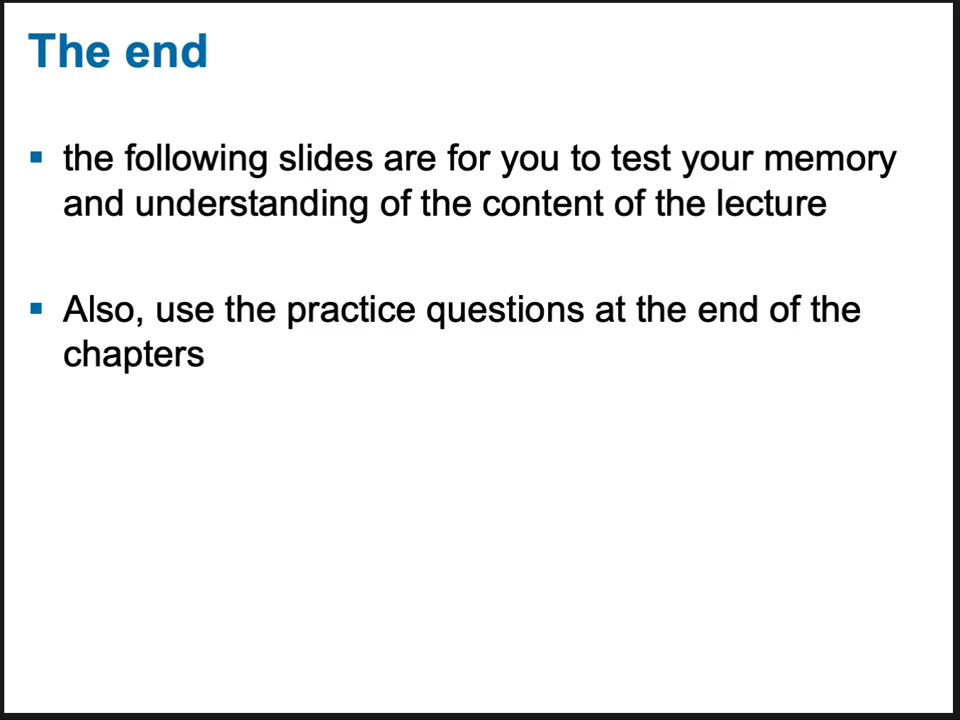 The end
the following slides are for you to test your memory
and understanding of the content of the lecture
Also, use the practice questions at the end of the
chapters